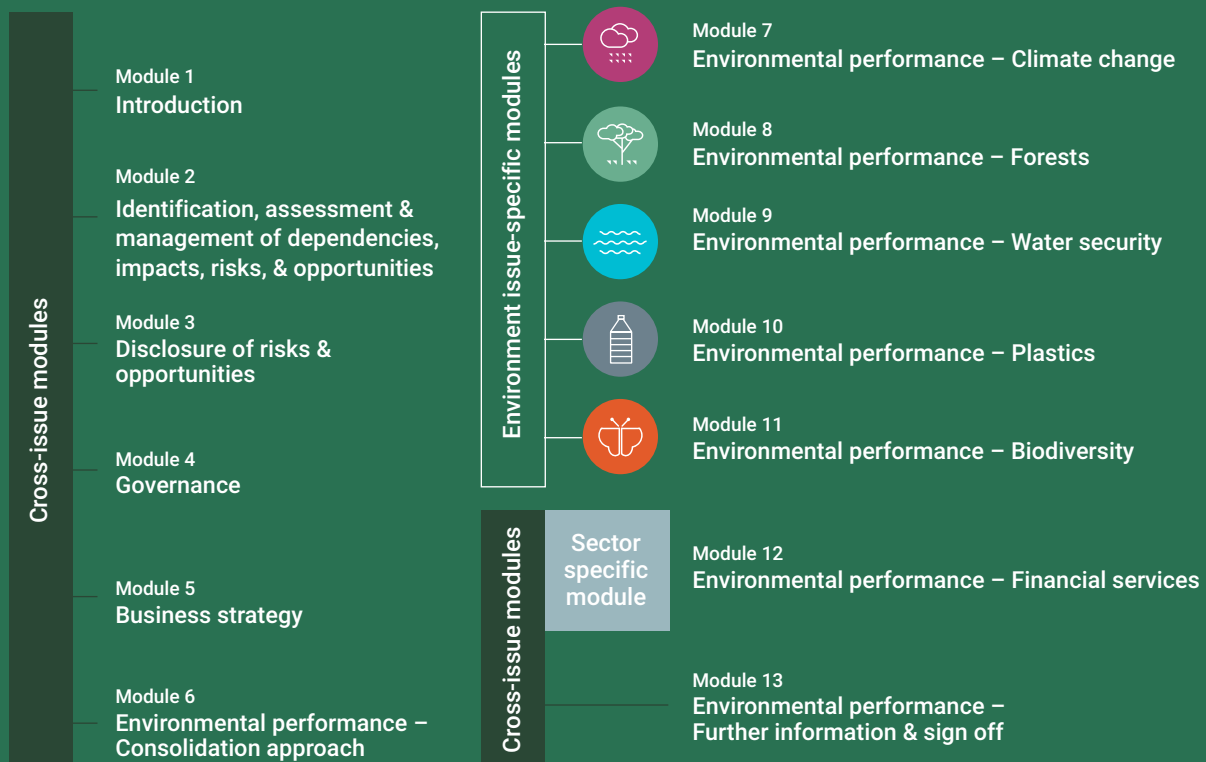 Cross-issue modules
Module 1
Introduction
Module 2
Identification, assessment &
management of dependencies,
impacts, risks, & opportunities
Module 3
Disclosure of risks &
opportunities
Module 4
Governance
Module 5
Business strategy
Module 6
Environmental performance –
Consolidation approach
Environment issue-specific modules
Module 7
Environmental performance – Climate change
Module 8
Environmental performance – Forests
Module 9
Environmental performance – Water security
Module 10
Environmental performance – Plastics
Module 11
Environmental performance – Biodiversity
Cross-issue modules
Sector
specific
module
Module 12
Environmental performance – Financial services
Module 13
Environmental performance –
Further information & sign off